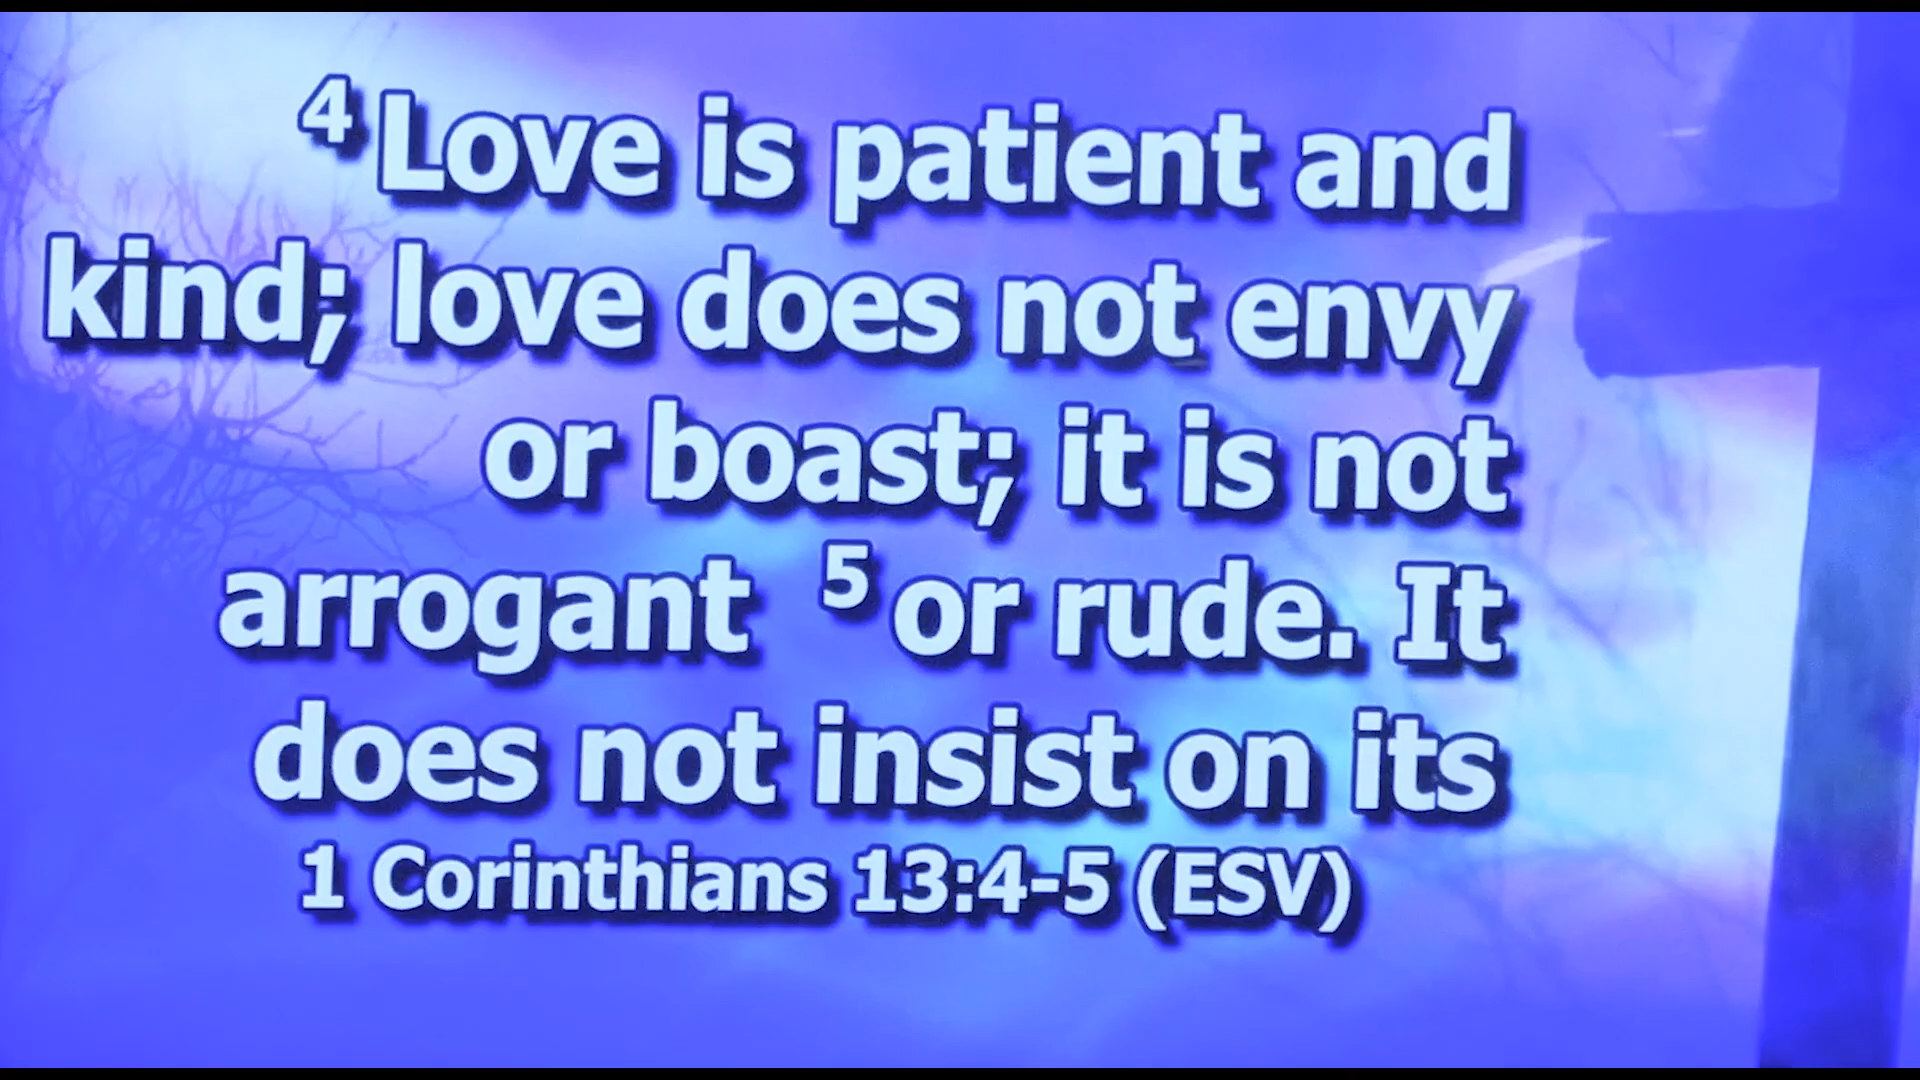 4 Love is patient and
kind; love does not envy
or boast; it is not
arrogant 5 or rude. It
does not insist on its
1 Corinthians 13:4-5 (ESV)